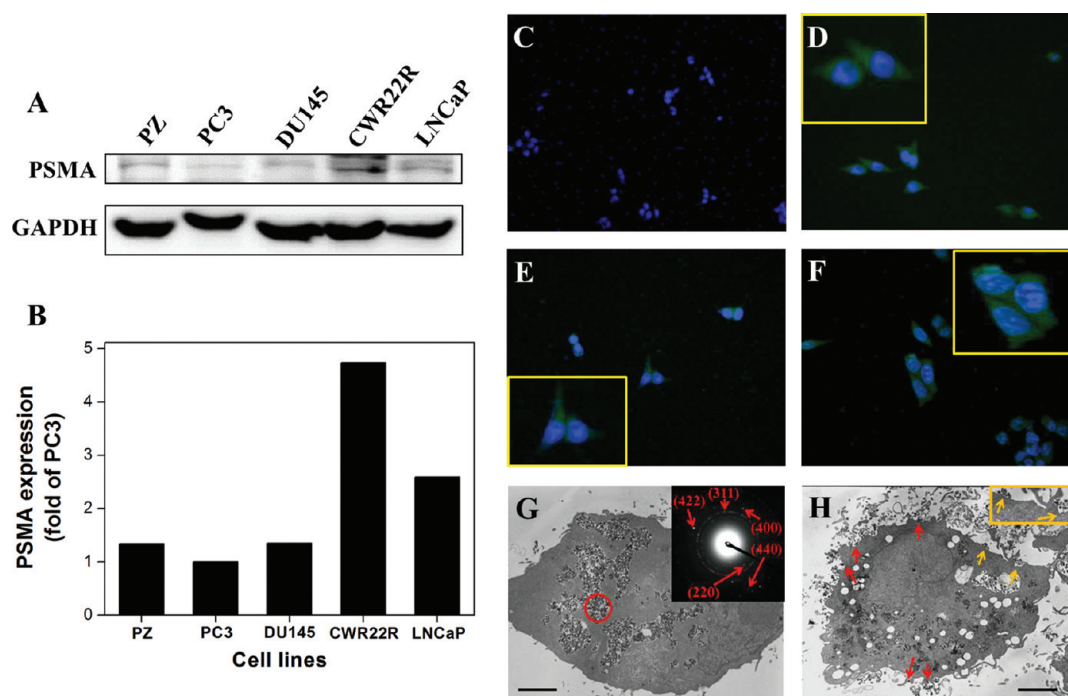 A
PZ
PC3
DU145
CWR22R
LNCaP
PSMA
GAPDH
B
PSMA expression
(fold of PC3)
5
4
3
2
1
0
PZ
PC3
DU145
CWR22R
LNCaP
Cell lines
C
D
E
F
G
(422)
(311)
(400)
(440)
(220)
H